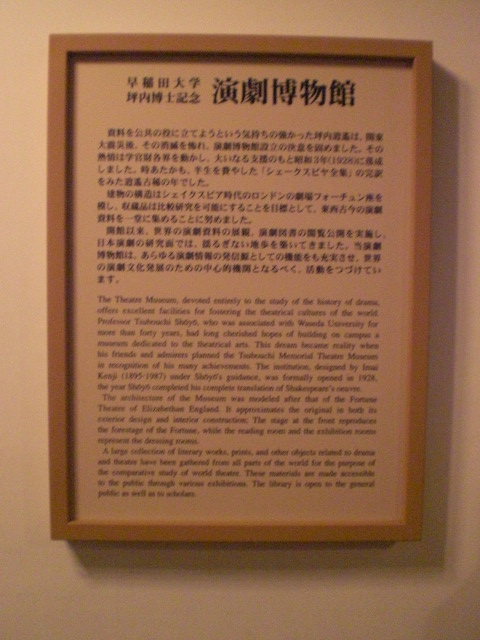 早稲田大学
坪内博士記念
演劇博物館
資料を公共の役に立てようという気持ちの強かった坪内逍遙は、関東
大震災後、その消滅を怖れ、演劇博物館設立の決意を固めました。その
熱情は学官財各界を動かし、大いなる支援のもと昭和3年(1928)に落成
しました。時あたかも、半生を費やした「シェークスピヤ全集」の完訳
をみた逍遙古稀の年でした。
建物の構造はシェイクスピア時代のロンドンの劇場フォーチュン座を
模し、収蔵品は比較研究を可能にすることを目標として、東西古今の演劇
資料を一堂に集めることに努めました。
開館以来、世界の演劇資料の展観、演劇図書の閲覧公開を実施し、
日本演劇の研究面では、揺るぎない地歩を築いてきました。当演劇
博物館は、あらゆる演劇情報の発信源としての機能をも充実させ、世界
の演劇文化発展のための中心的機関となるべく、活動をつづけてい
ます。
The Theatre Museum, devoted entirely to the study of the history of drama,
offers excellent facilities for fostering the theatrical cultures of the world.
Professor Tsubouchi Shōyō, who was associated with Waseda University for
more than forty years, had long cherished hopes of building on campus a
museum dedicated to the theatrical arts. This dream became reality when
his friends and admirers planned the Tsubouchi Memorial Theatre Museum
in recognition of his many achievements. The institution, designed by Imai
Kenji (1895-1987) under Shōyō's guidance, was formally opened in 1928,
the year Shōyō completed his complete translation of Shakespeare's oeuvre.
The architecture of the Museum was modeled after that of the Fortune
Theatre of Elizabethan England. It approximates the original in both its
exterior design and interior construction; The stage at the front reproduces
the forestage of the Fortune, while the reading room and the exhibition rooms
represent the dressing rooms.
A large collection of literary works, prints, and other objects related to drama
and theatre have been gathered from all parts of the world for the purpose of
the comparative study of world theatre. These materials are made accessible
to the public through various exhibitions. The library is open to the general
public as well as to scholars.